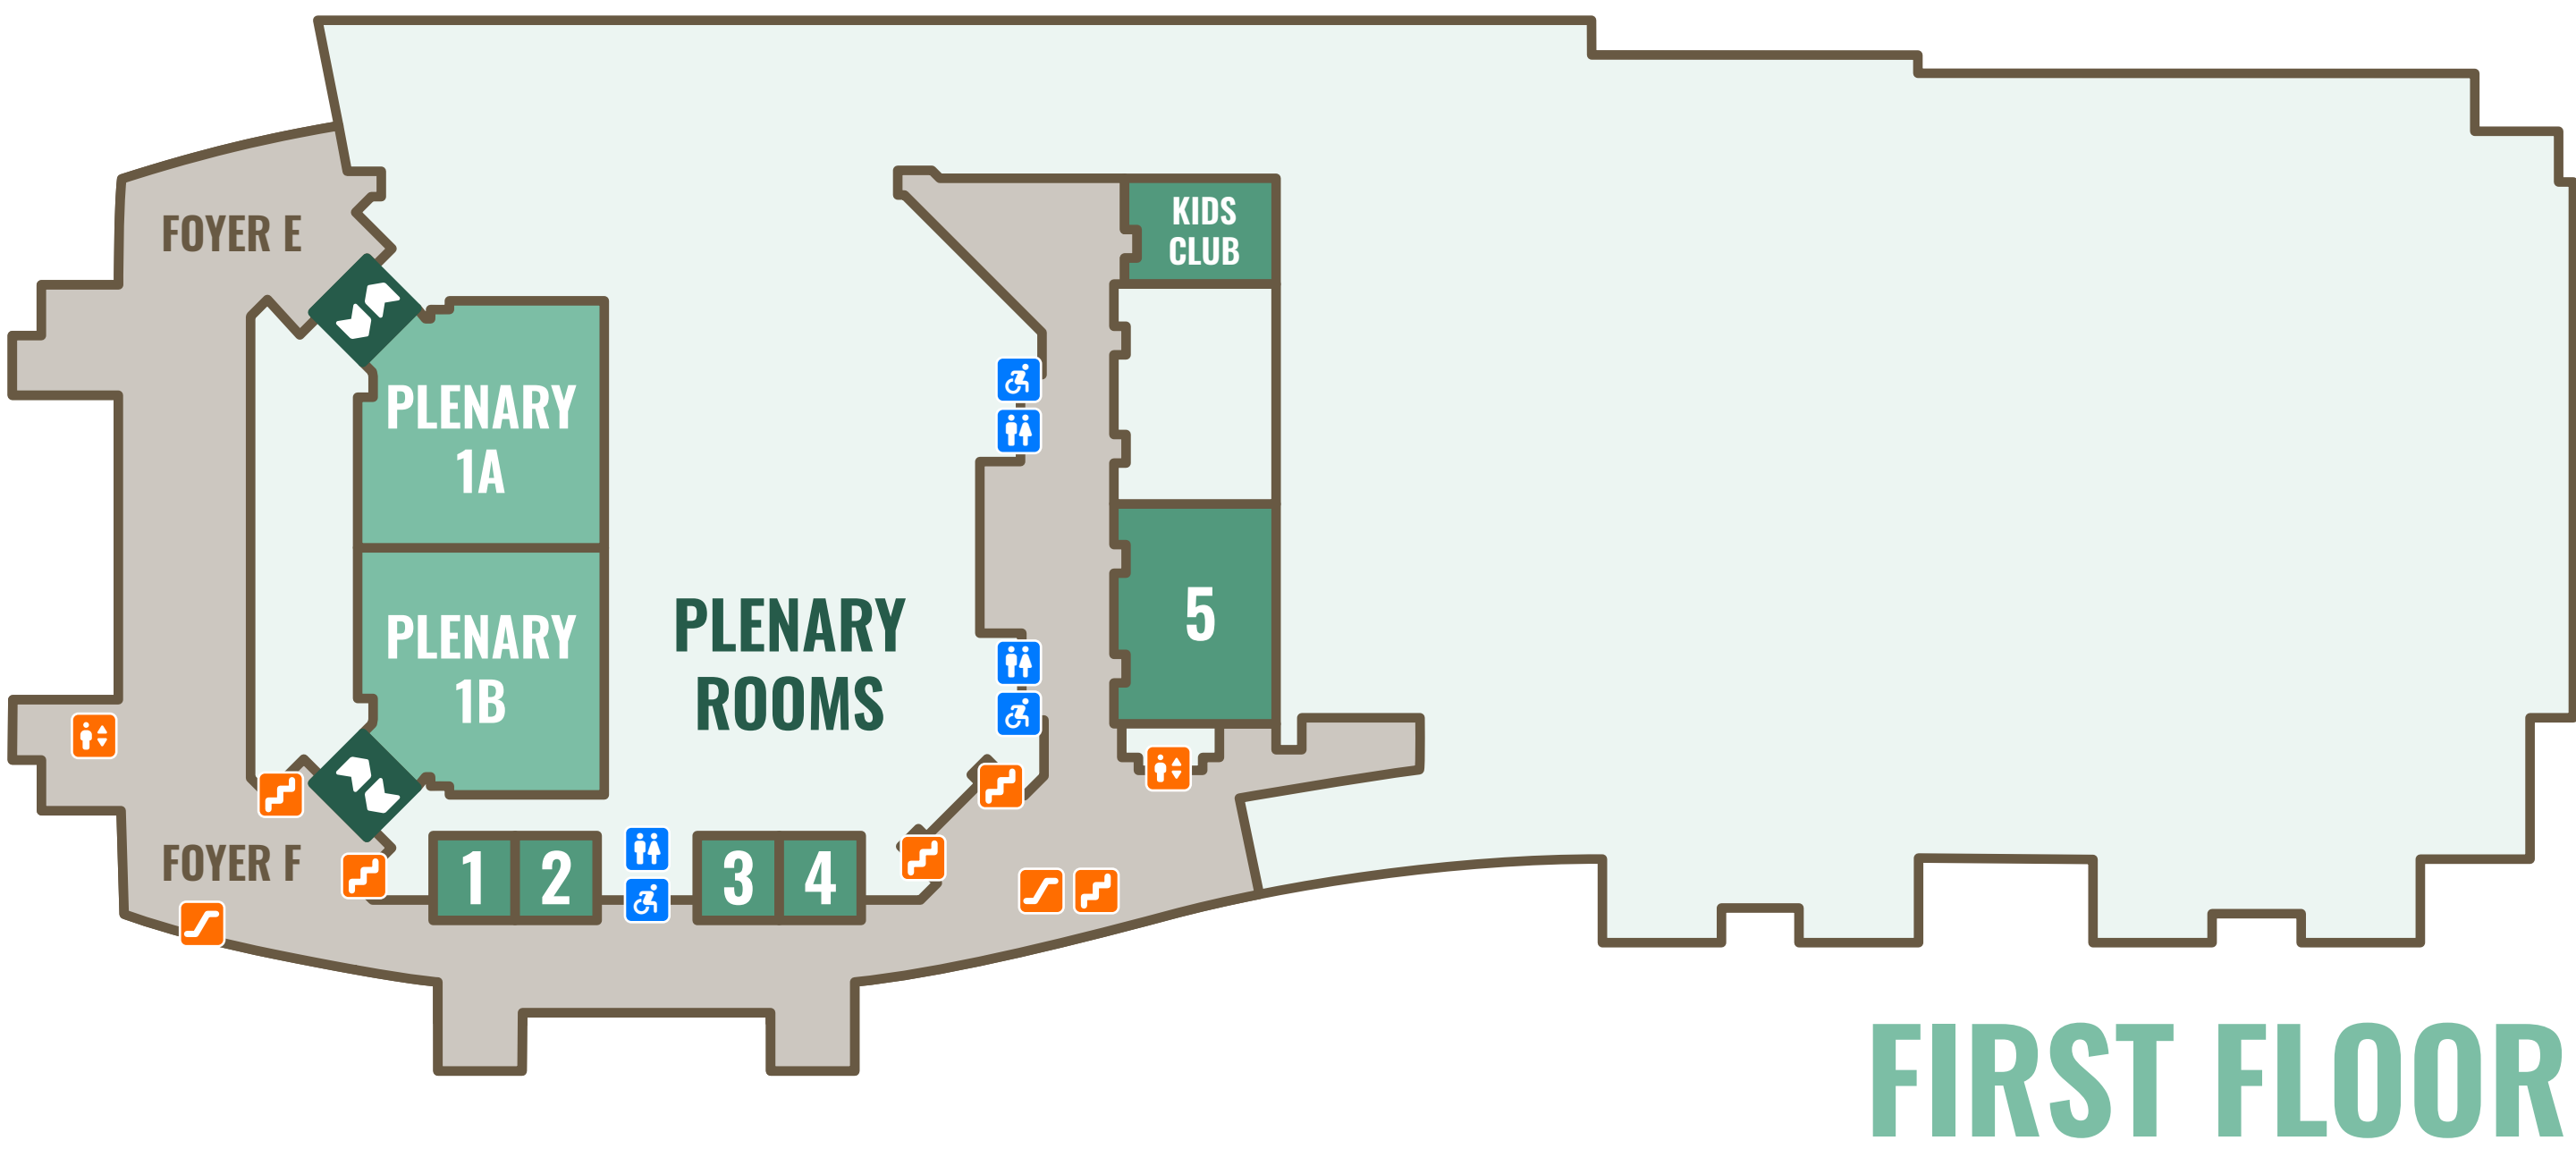 FOYER E
KIDS
CLUB
PLENARY
1A
PLENARY
1B
PLENARY
ROOMS
5
FOYER F
1
2
3
4
FIRST FLOOR